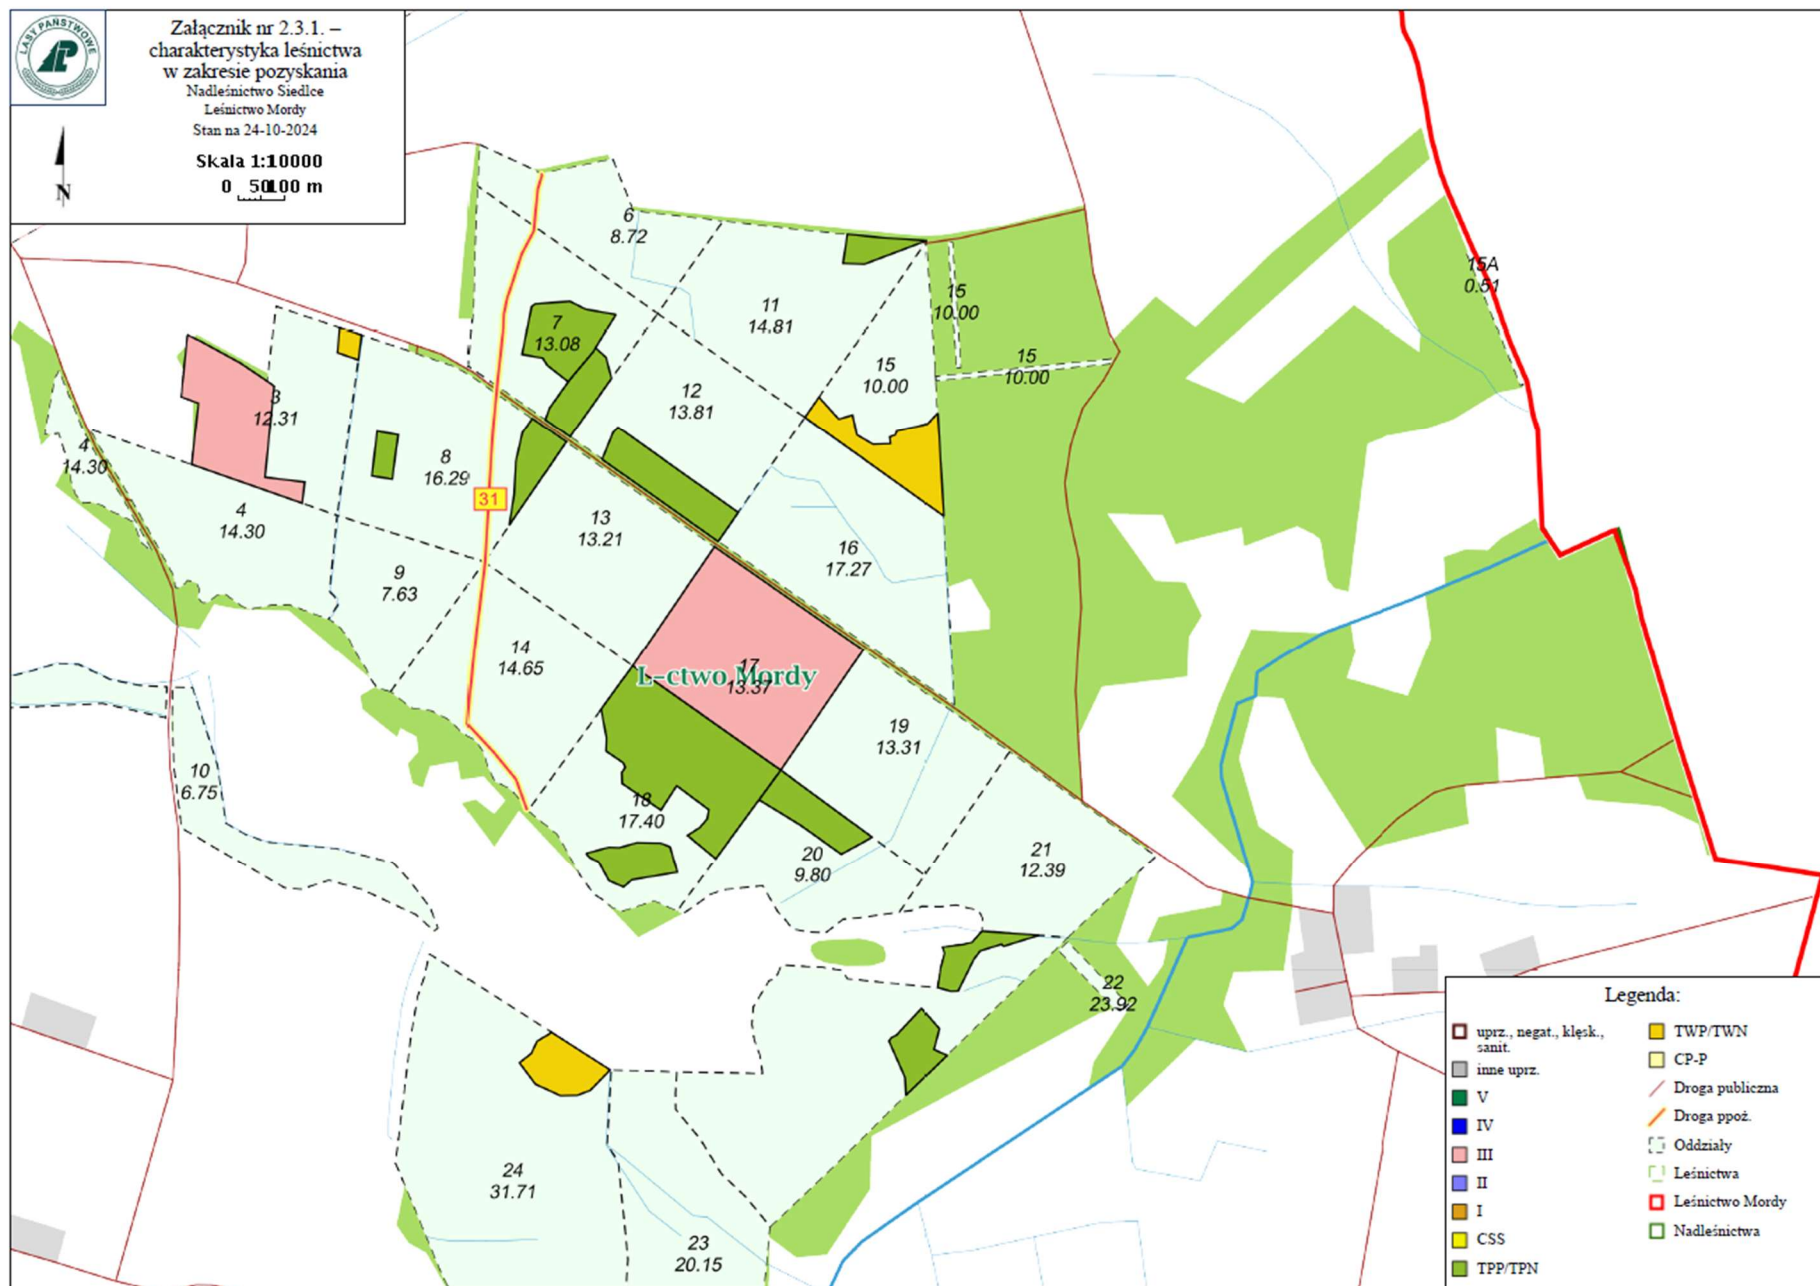 LASY PAŃSTWOWE
Załącznik nr 2.3.1. –
charakterystyka leśnictwa
w zakresie pozyskania
Nadleśnictwo Siedlce
Leśnictwo Mordy
Stan na 24-10-2024
N
Skala 1:10000
0 50 100 m
6
8.72
15A
0.51
11
14.81
15
10.00
7
13.08
15
10.00
15
10.00
12
13.81
3
12.31
4
14.30
8
16.29
31
4
14.30
13
13.21
16
17.27
9
7.63
14
14.65
L-ctwo Mordy
17
13.37
19
13.31
10
6.75
18
17.40
20
9.80
21
12.39
22
23.92
24
31.71
23
20.15
Legenda:
uprz., negat., klęsk.,
sanit.
inne uprz.
V
IV
III
II
I
CSS
TPP/TPN
TWP/TWN
CP-P
Droga publiczna
Droga ppoż.
Oddziały
Leśnictwa
Leśnictwo Mordy
Nadleśnictwa